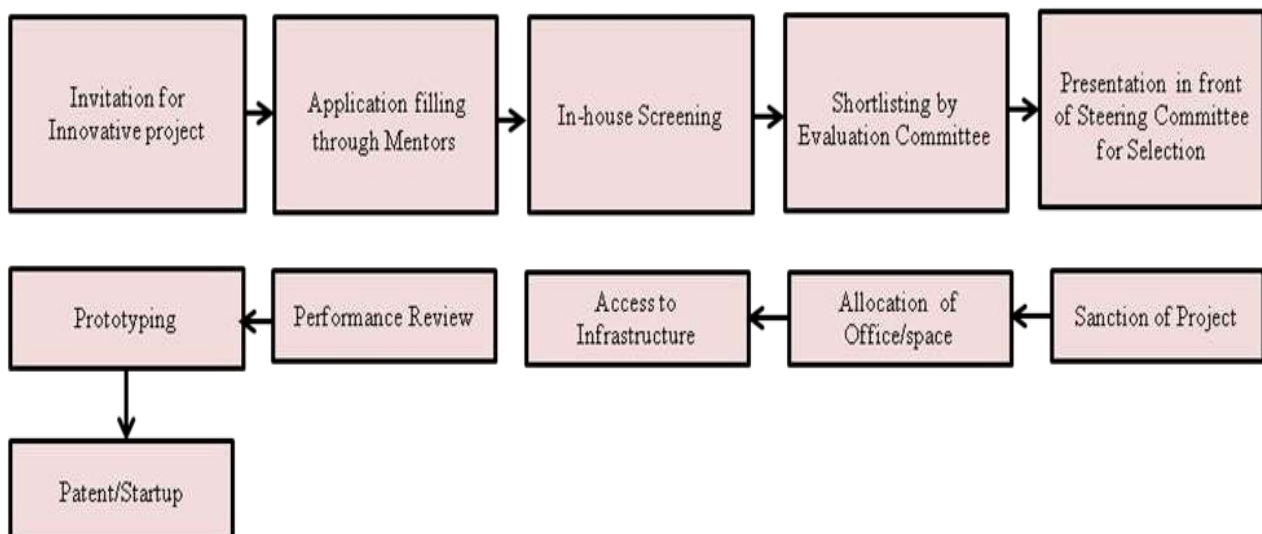 Invitation for
Innovative project
Application filling
through Mentors
In-house Screening
Shortlisting by
Evaluation Committee
Presentation in front
of Steering Committee
for Selection
Prototyping
Performance Review
Access to
Infrastructure
Allocation of
Office/space
Sanction of Project
Patent/Startup